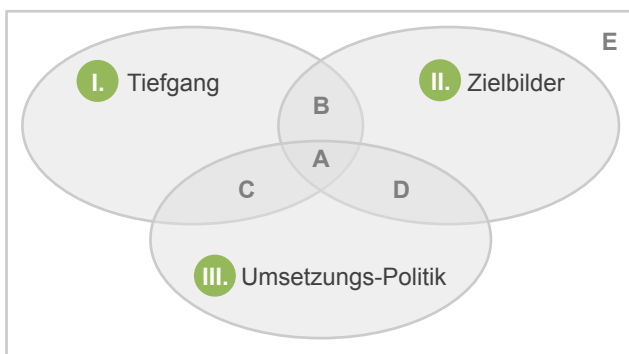 E
I. Tiefgang
II. Zielbilder
B
A
C
D
III. Umsetzungs-Politik